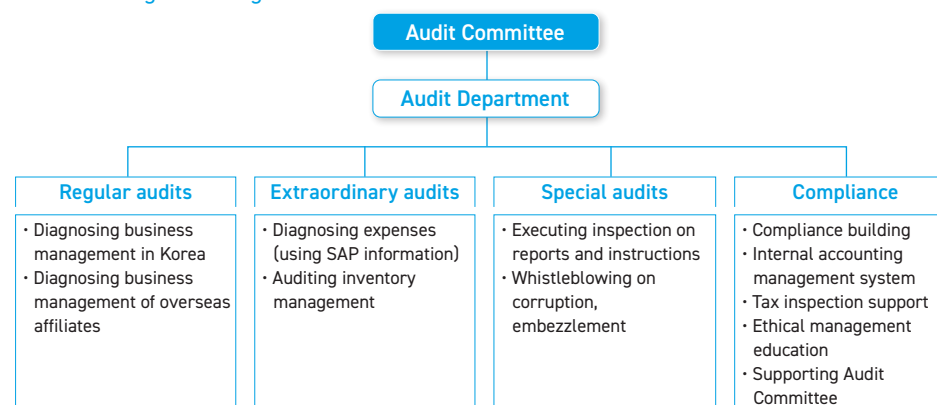 Audit Committee
Audit Department
Regular audits
· Diagnosing business
management in Korea
· Diagnosing business
management of overseas
affiliates
Extraordinary audits
· Diagnosing expenses
(using SAP information)
· Auditing inventory
management
Special audits
· Executing inspection on
reports and instructions
· Whistleblowing on
corruption,
embezzlement
Compliance
· Compliance building
· Internal accounting
management system
· Tax inspection support
· Ethical management
education
· Supporting Audit
Committee